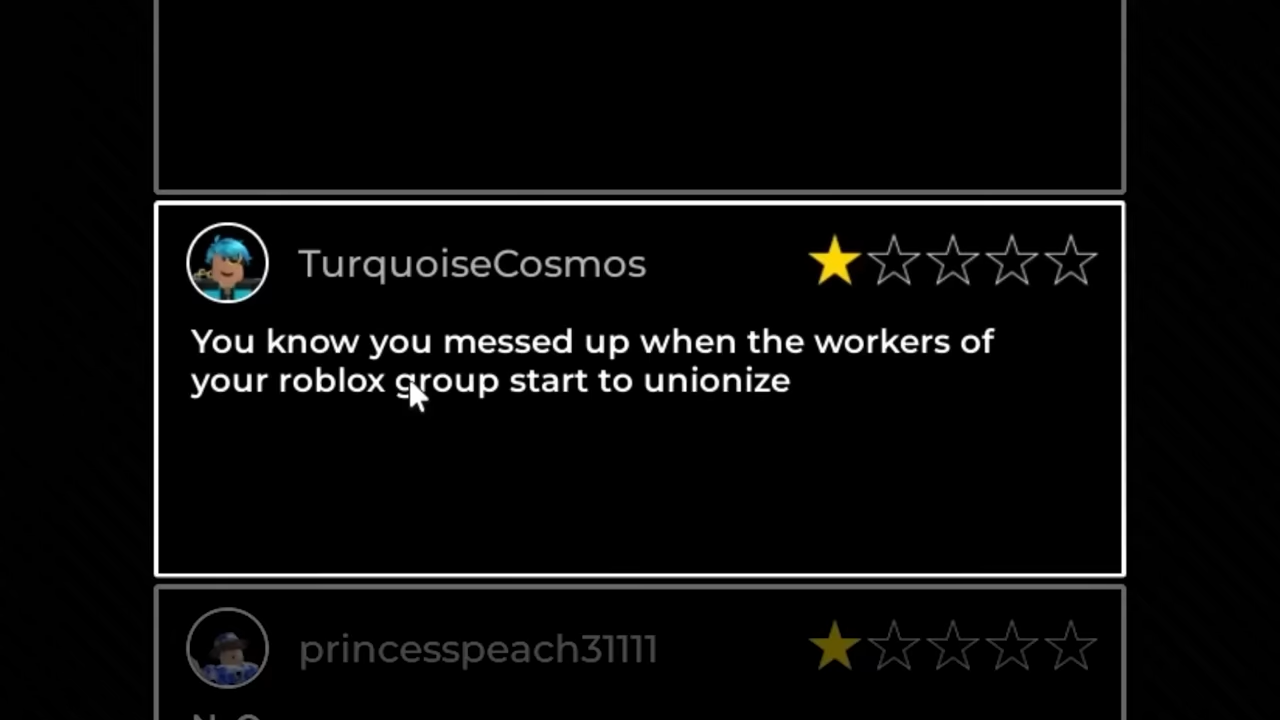 TurquoiseCosmos
You know you messed up when the workers of
your roblox group start to unionize
princesspeach31111